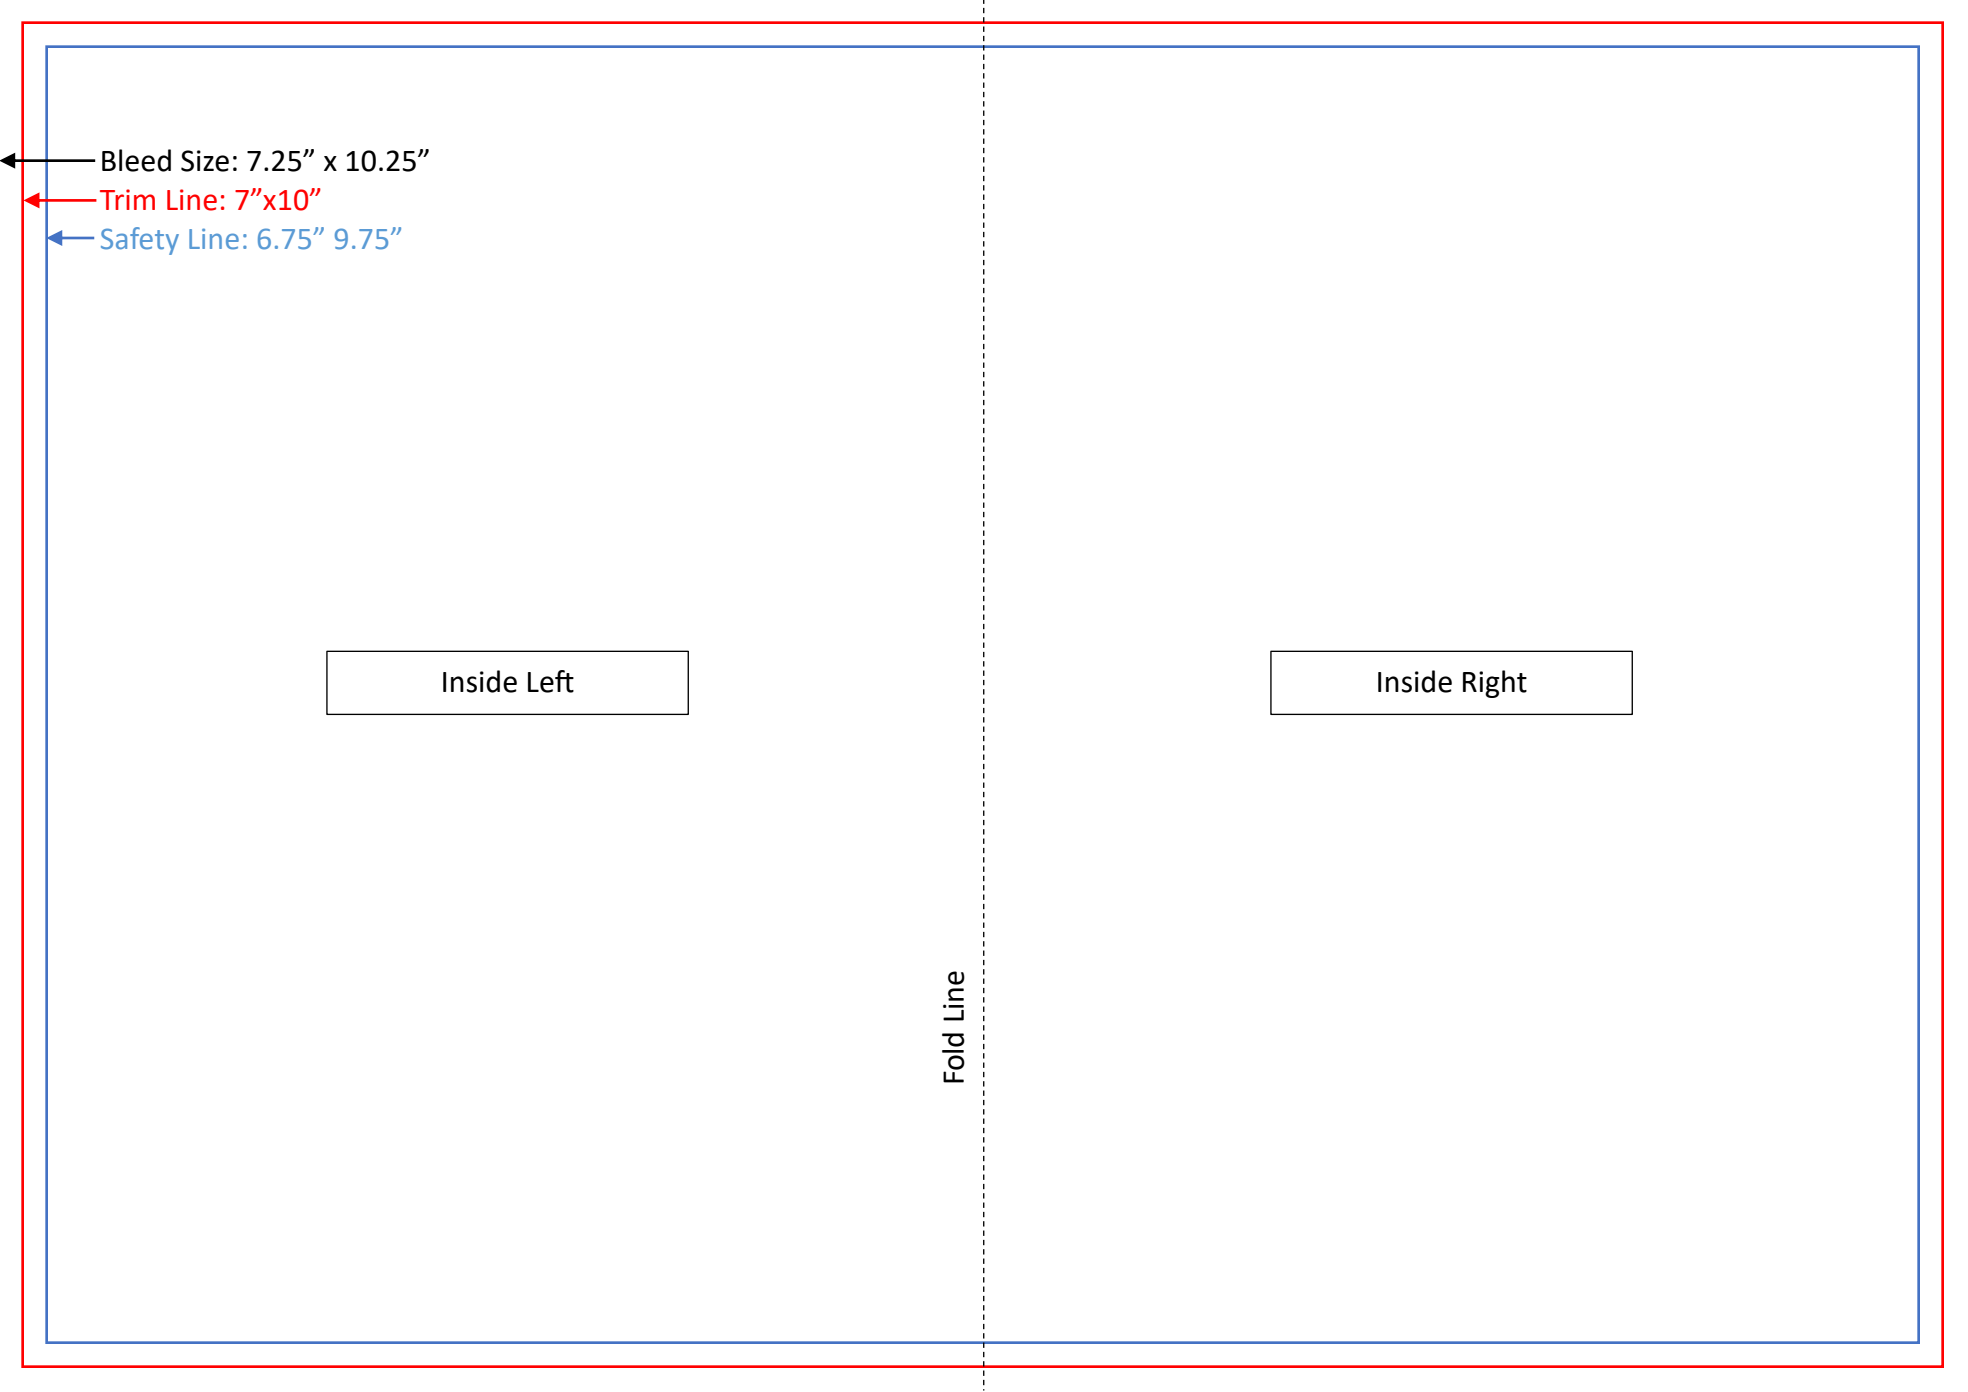 Bleed Size: 7.25” x 10.25”
Trim Line: 7”x10”
Safety Line: 6.75” 9.75”
Inside Left
Inside Right
Fold Line